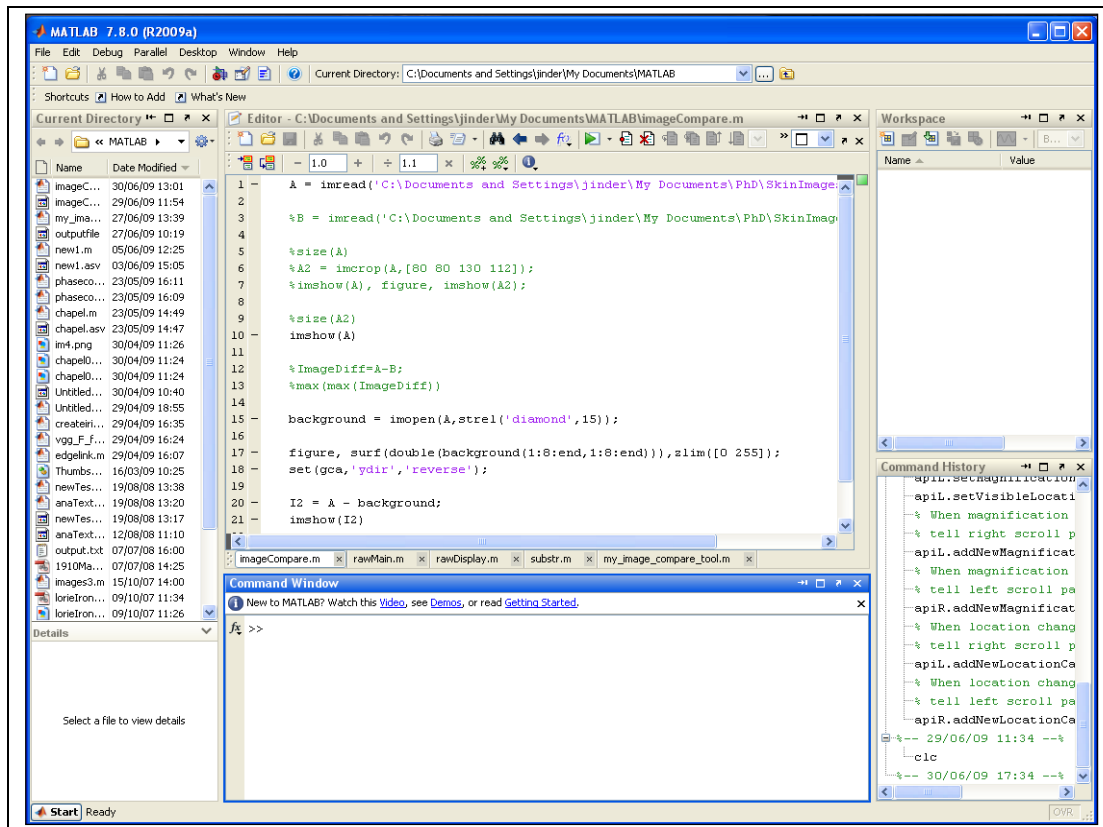 MATLAB 7.8.0 (R2009a)
File Edit Debug Parallel Desktop Window Help
Current Directory: C:\Documents and Settings\jinder\My Documents\MATLAB
Shortcuts How to Add What's New
Current Directory
« MATLAB
Name Date Modified
imageC... 30/06/09 13:01
imageC... 29/06/09 11:54
my_ima... 27/06/09 13:39
outputfile 27/06/09 10:19
new1.m 05/06/09 12:25
new1.asv 03/06/09 15:05
phaseco... 23/05/09 16:11
phaseco... 23/05/09 16:09
chapel.m 23/05/09 14:49
chapel.asv 23/05/09 14:47
im4.png 30/04/09 11:26
chapel0... 30/04/09 11:24
chapel0... 30/04/09 11:24
Untitled... 30/04/09 10:40
Untitled... 29/04/09 18:55
createiri... 29/04/09 16:35
vgg_F_f... 29/04/09 16:24
edgelink.m 29/04/09 16:07
Thumbs... 16/03/09 10:25
newTes... 19/08/08 13:38
anaText... 19/08/08 13:20
newTes... 19/08/08 13:17
anaText... 12/08/08 11:10
output.txt 07/07/08 16:00
1910Ma... 07/07/08 14:25
images3.m 15/10/07 14:00
lorieIron... 09/10/07 11:34
lorieIron... 09/10/07 11:26
Details
Select a file to view details
Editor - C:\Documents and Settings\jinder\My Documents\MATLAB\imageCompare.m
− 1.0 + ÷ 1.1 ×
1 – A = imread('C:\Documents and Settings\jinder\My Documents\PhD\SkinImage
2
3 %B = imread('C:\Documents and Settings\jinder\My Documents\PhD\SkinImag
4
5 %size(A)
6 %A2 = imcrop(A,[80 80 130 112]);
7 %imshow(A), figure, imshow(A2);
8
9 %size(A2)
10 – imshow(A)
11
12 %ImageDiff=A-B;
13 %max(max(ImageDiff))
14
15 – background = imopen(A,strel('diamond',15));
16
17 – figure, surf(double(background(1:8:end,1:8:end))),zlim([0 255]);
18 – set(gca,'ydir','reverse');
19
20 – I2 = A - background;
21 – imshow(I2)
imageCompare.m × rawMain.m × rawDisplay.m × substr.m × my_image_compare_tool.m ×
Command Window
New to MATLAB? Watch this Video, see Demos, or read Getting Started.
fx >>
Workspace
B...
Name Value
Command History
apiL.setMagnification
apiL.setVisibleLocati
% When magnification
% tell right scroll p
apiL.addNewMagnificat
% When magnification
% tell left scroll pa
apiR.addNewMagnificat
% When location chang
% tell right scroll p
apiL.addNewLocationCa
% When location chang
% tell left scroll pa
apiR.addNewLocationCa
%-- 29/06/09 11:34 --%
clc
%-- 30/06/09 17:34 --%
Start Ready
OVR